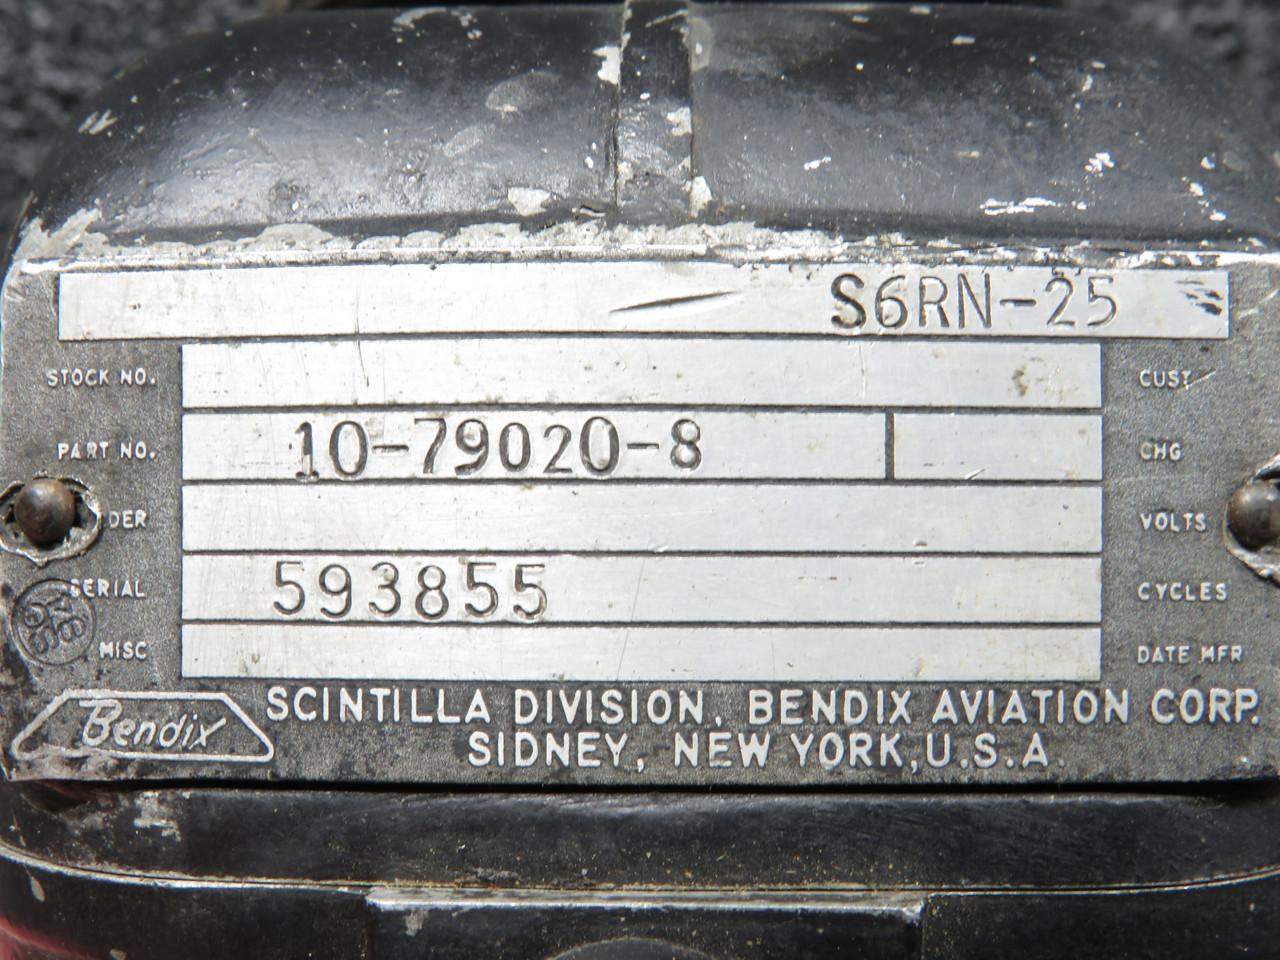 S6RN-25
STOCK NO. CUST
PART NO. 10-79020-8 CHG
DER VOLTS
SERIAL 593855 CYCLES
MISC DATE MFR
Bendix
SCINTILLA DIVISION. BENDIX AVIATION CORP.
SIDNEY, NEW YORK, U.S.A.